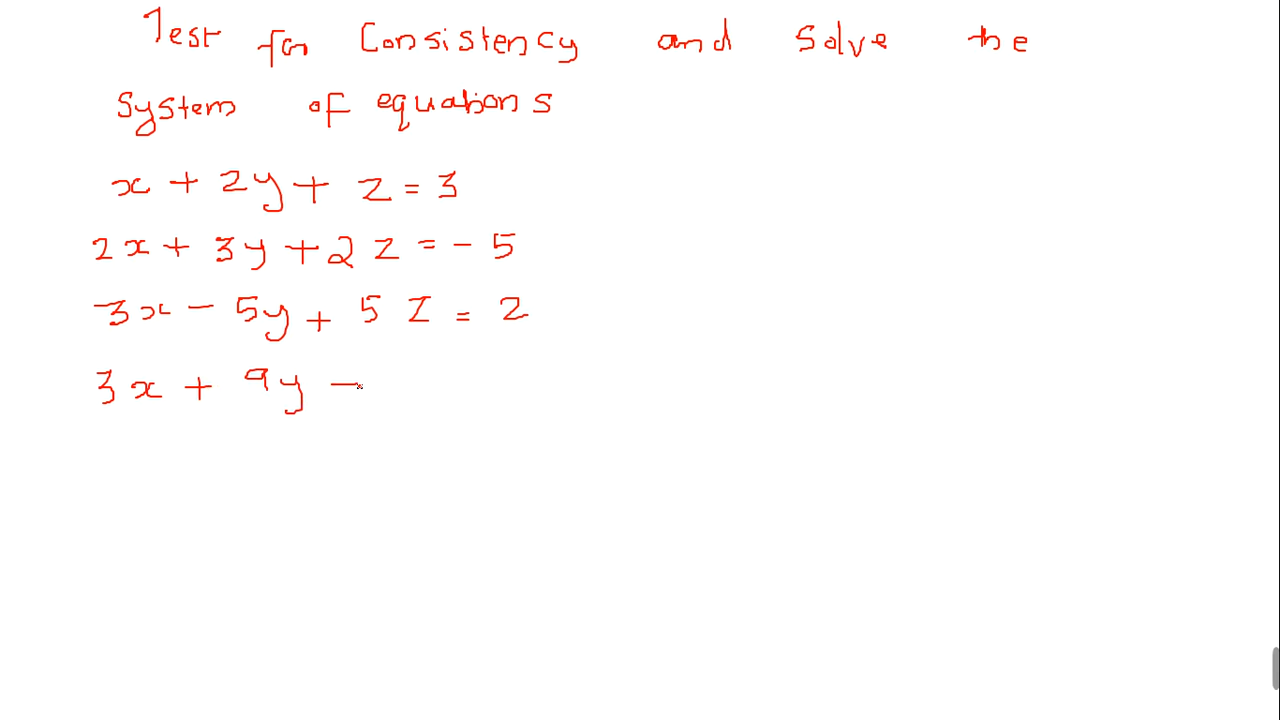 Test for Consistency and Solve the
System of equations
x + 2y + z = 3
2x + 3y + 2z = - 5
3x - 5y + 5z = 2
3x + 9y -